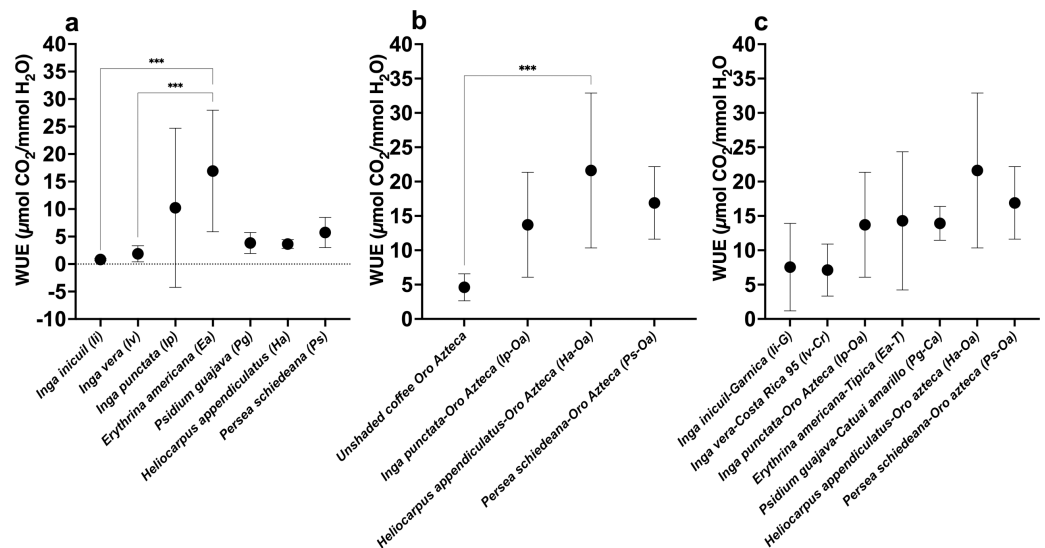 a
WUE (µmol CO2/mmol H2O)
40
35
30
25
20
15
10
5
0
-5
-10
***
***
Inga inicuil (Ii)
Inga vera (Iv)
Inga punctata (Ip)
Erythrina americana (Ea)
Psidium guajava (Pg)
Heliocarpus appendiculatus (Ha)
Persea schiedeana (Ps)
b
WUE (µmol CO2/mmol H2O)
40
35
30
25
20
15
10
5
0
***
Unshaded coffee Oro Azteca
Inga punctata-Oro Azteca (Ip-Oa)
Heliocarpus appendiculatus-Oro Azteca (Ha-Oa)
Persea schiedeana-Oro Azteca (Ps-Oa)
c
WUE (µmol CO2/mmol H2O
40
35
30
25
20
15
10
5
0
Inga inicuil-Garnica (Ii-G)
Inga vera-Costa Rica 95 (Iv-Cr)
Inga punctata-Oro Azteca (Ip-Oa)
Erythrina americana-Tipica (Ea-T)
Psidium guajava-Catuai amarillo (Pg-Ca)
Heliocarpus appendiculatus-Oro azteca (Ha-Oa)
Persea schiedeana-Oro azteca (Ps-Oa)